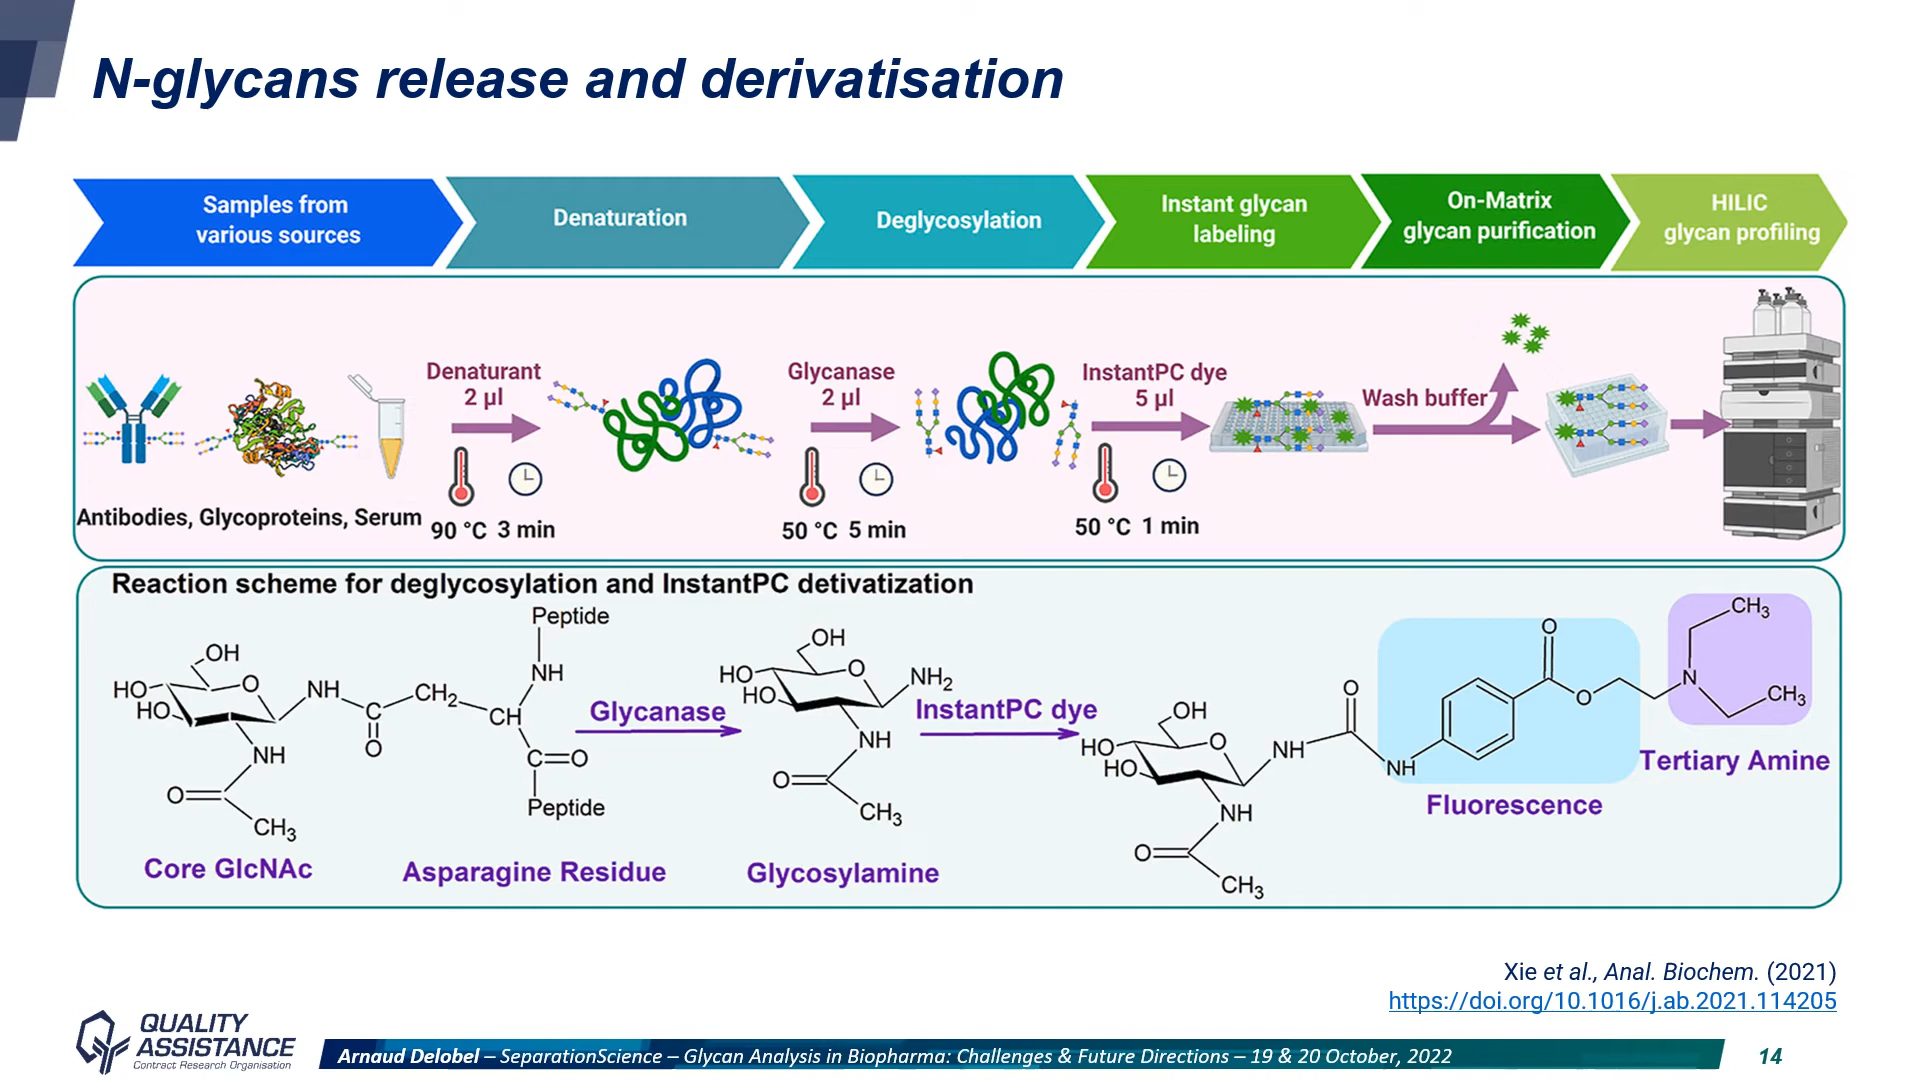 N-glycans release and derivatisation
Samples from
various sources
Denaturation
Deglycosylation
Instant glycan
labeling
On-Matrix
glycan purification
HILIC
glycan profiling
Denaturant
2 µl
90 °C 3 min
Glycanase
2 µl
50 °C 5 min
InstantPC dye
5 µl
50 °C 1 min
Wash buffer
Antibodies, Glycoproteins, Serum
Reaction scheme for deglycosylation and InstantPC detivatization
OH
HO
HO
O
NH
NH
O
CH3
C
O
CH2
CH
NH
Peptide
C=O
Peptide
Core GlcNAc
Asparagine Residue
Glycanase
OH
HO
HO
O
NH2
NH
O
CH3
Glycosylamine
InstantPC dye
OH
HO
HO
O
NH
NH
O
CH3
O
NH
O
O
N
CH3
CH3
Fluorescence
Tertiary Amine
Xie et al., Anal. Biochem. (2021)
https://doi.org/10.1016/j.ab.2021.114205
QUALITY
ASSISTANCE
Contract Research Organisation
Arnaud Delobel – SeparationScience – Glycan Analysis in Biopharma: Challenges & Future Directions – 19 & 20 October, 2022
14